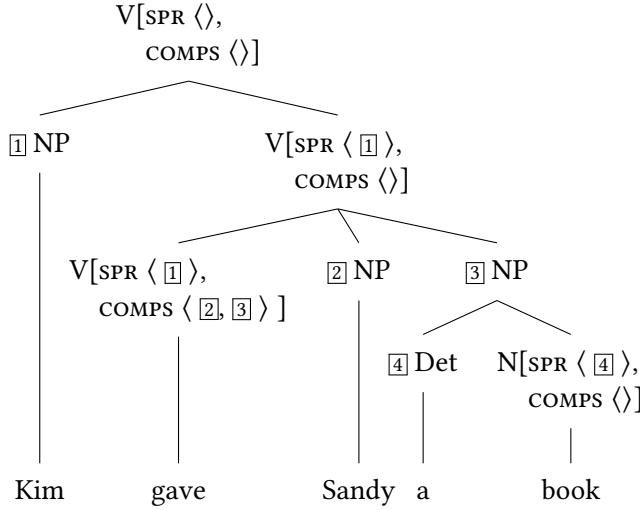 V[SPR ⟨⟩,
COMPS ⟨⟩]
1 NP
V[SPR ⟨ 1 ⟩,
COMPS ⟨⟩]
V[SPR ⟨ 1 ⟩,
COMPS ⟨ 2, 3 ⟩ ]
2 NP
3 NP
4 Det
N[SPR ⟨ 4 ⟩,
COMPS ⟨⟩]
Kim gave Sandy a book